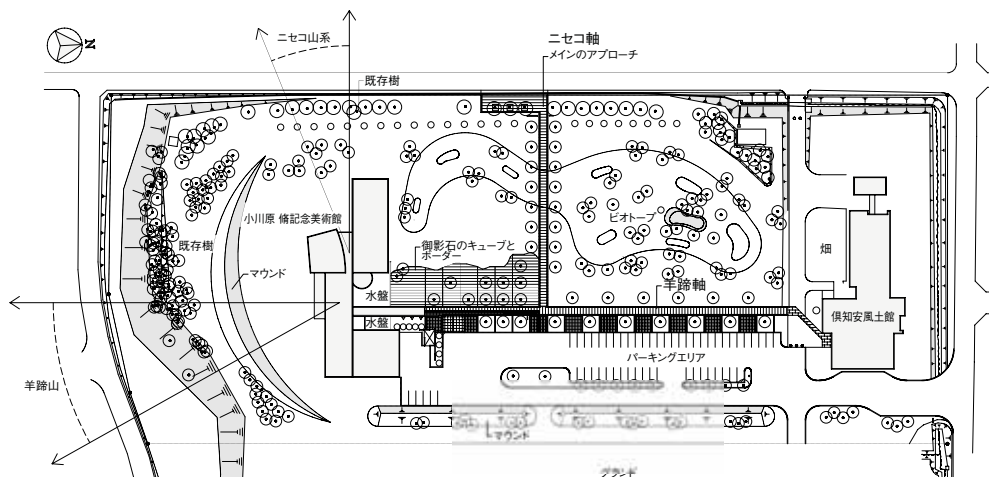 N
ニセコ山系
ニセコ軸
メインのアプローチ
既存樹
小川原 脩記念美術館
既存樹
マウンド
御影石のキューブと
ボーダー
ビオトープ
畑
水盤
羊蹄軸
水盤
倶知安風土館
パーキングエリア
羊蹄山
マウンド
グランド